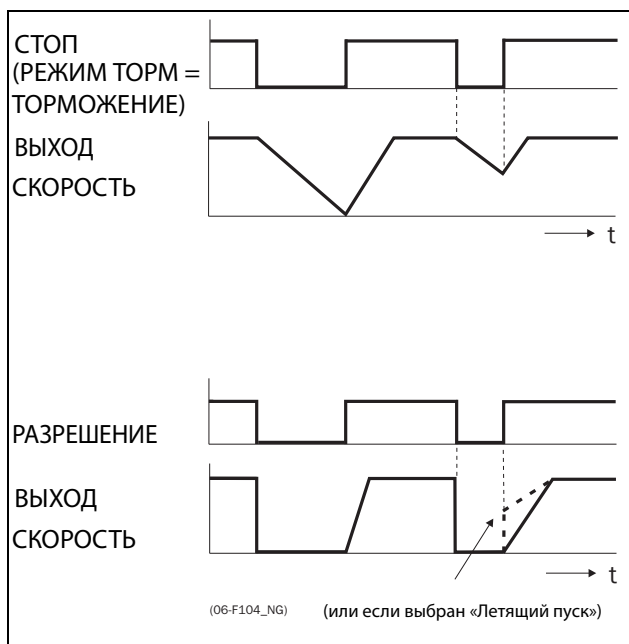 СТОП
(РЕЖИМ ТОРМ =
ТОРМОЖЕНИЕ)
ВЫХОД
СКОРОСТЬ
t
РАЗРЕШЕНИЕ
ВЫХОД
СКОРОСТЬ
t
(06-F104_NG) (или если выбран «Летящий пуск»)